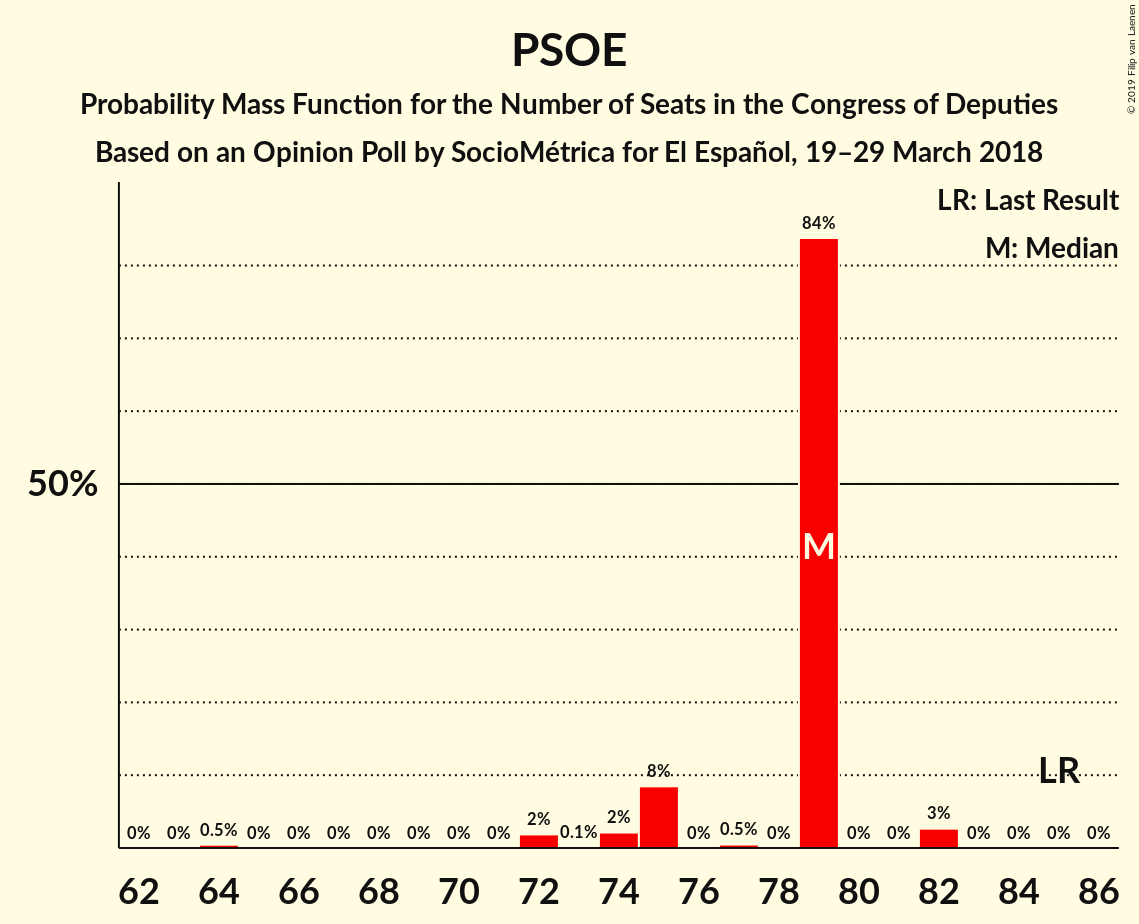 PSOE
Probability Mass Function for the Number of Seats in the Congress of Deputies
Based on an Opinion Poll by SocioMétrica for El Español, 19–29 March 2018
© 2019 Filip van Laenen
LR: Last Result
M: Median
84%
50%
M
LR
0% 0% 0.5% 0% 0% 0% 0% 0% 0% 0% 2% 0.1% 2% 8% 0% 0.5% 0% 0% 0% 3% 0% 0% 0% 0%
62 64 66 68 70 72 74 76 78 80 82 84 86